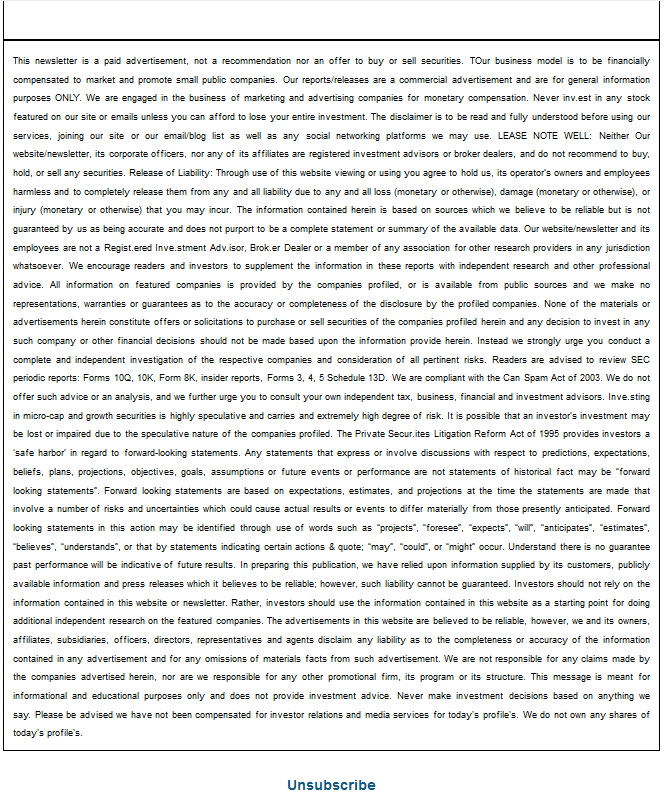 This newsletter is a paid advertisement, not a recommendation nor an offer to buy or sell securities. TOur business model is to be financially
compensated to market and promote small public companies. Our reports/releases are a commercial advertisement and are for general information
purposes ONLY. We are engaged in the business of marketing and advertising companies for monetary compensation. Never inv.est in any stock
featured on our site or emails unless you can afford to lose your entire investment. The disclaimer is to be read and fully understood before using our
services, joining our site or our email/blog list as well as any social networking platforms we may use. LEASE NOTE WELL: Neither Our
website/newsletter, its corporate officers, nor any of its affiliates are registered investment advisors or broker dealers, and do not recommend to buy,
hold, or sell any securities. Release of Liability: Through use of this website viewing or using you agree to hold us, its operator's owners and employees
harmless and to completely release them from any and all liability due to any and all loss (monetary or otherwise), damage (monetary or otherwise), or
injury (monetary or otherwise) that you may incur. The information contained herein is based on sources which we believe to be reliable but is not
guaranteed by us as being accurate and does not purport to be a complete statement or summary of the available data. Our website/newsletter and its
employees are not a Regist.ered Inve.stment Adv.isor, Brok.er Dealer or a member of any association for other research providers in any jurisdiction
whatsoever. We encourage readers and investors to supplement the information in these reports with independent research and other professional
advice. All information on featured companies is provided by the companies profiled, or is available from public sources and we make no
representations, warranties or guarantees as to the accuracy or completeness of the disclosure by the profiled companies. None of the materials or
advertisements herein constitute offers or solicitations to purchase or sell securities of the companies profiled herein and any decision to invest in any
such company or other financial decisions should not be made based upon the information provide herein. Instead we strongly urge you conduct a
complete and independent investigation of the respective companies and consideration of all pertinent risks. Readers are advised to review SEC
periodic reports: Forms 10Q, 10K, Form 8K, insider reports, Forms 3, 4, 5 Schedule 13D. We are compliant with the Can Spam Act of 2003. We do not
offer such advice or an analysis, and we further urge you to consult your own independent tax, business, financial and investment advisors. Inve.sting
in micro-cap and growth securities is highly speculative and carries and extremely high degree of risk. It is possible that an investor's investment may
be lost or impaired due to the speculative nature of the companies profiled. The Private Secur.ites Litigation Reform Act of 1995 provides investors a
'safe harbor' in regard to forward-looking statements. Any statements that express or involve discussions with respect to predictions, expectations,
beliefs, plans, projections, objectives, goals, assumptions or future events or performance are not statements of historical fact may be "forward
looking statements". Forward looking statements are based on expectations, estimates, and projections at the time the statements are made that
involve a number of risks and uncertainties which could cause actual results or events to differ materially from those presently anticipated. Forward
looking statements in this action may be identified through use of words such as "projects", "foresee", "expects", "will", "anticipates", "estimates",
"believes", "understands", or that by statements indicating certain actions & quote; "may", "could", or "might" occur. Understand there is no guarantee
past performance will be indicative of future results. In preparing this publication, we have relied upon information supplied by its customers, publicly
available information and press releases which it believes to be reliable; however, such liability cannot be guaranteed. Investors should not rely on the
information contained in this website or newsletter. Rather, investors should use the information contained in this website as a starting point for doing
additional independent research on the featured companies. The advertisements in this website are believed to be reliable, however, we and its owners,
affiliates, subsidiaries, officers, directors, representatives and agents disclaim any liability as to the completeness or accuracy of the information
contained in any advertisement and for any omissions of materials facts from such advertisement. We are not responsible for any claims made by
the companies advertised herein, nor are we responsible for any other promotional firm, its program or its structure. This message is meant for
informational and educational purposes only and does not provide investment advice. Never make investment decisions based on anything we
say. Please be advised we have not been compensated for investor relations and media services for today's profile's. We do not own any shares of
today's profile's.
Unsubscribe